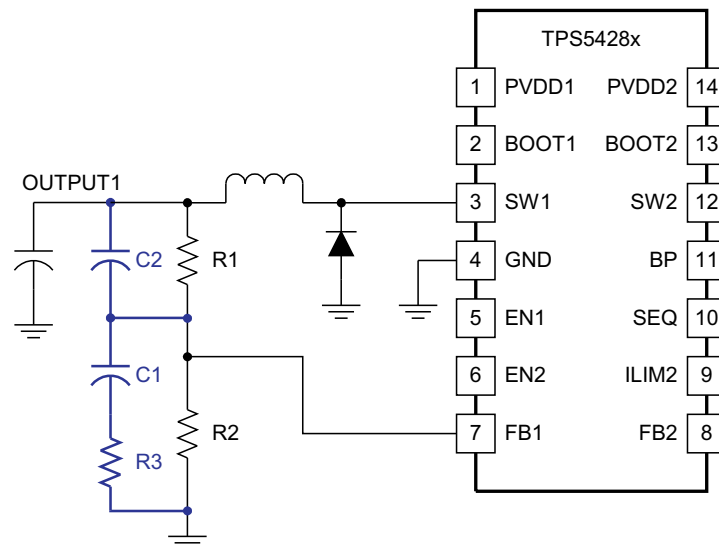 TPS5428x
1 PVDD1 PVDD2 14
2 BOOT1 BOOT2 13
OUTPUT1
3 SW1 SW2 12
C2 R1 4 GND BP 11
5 EN1 SEQ 10
C1 6 EN2 ILIM2 9
R3 R2 7 FB1 FB2 8